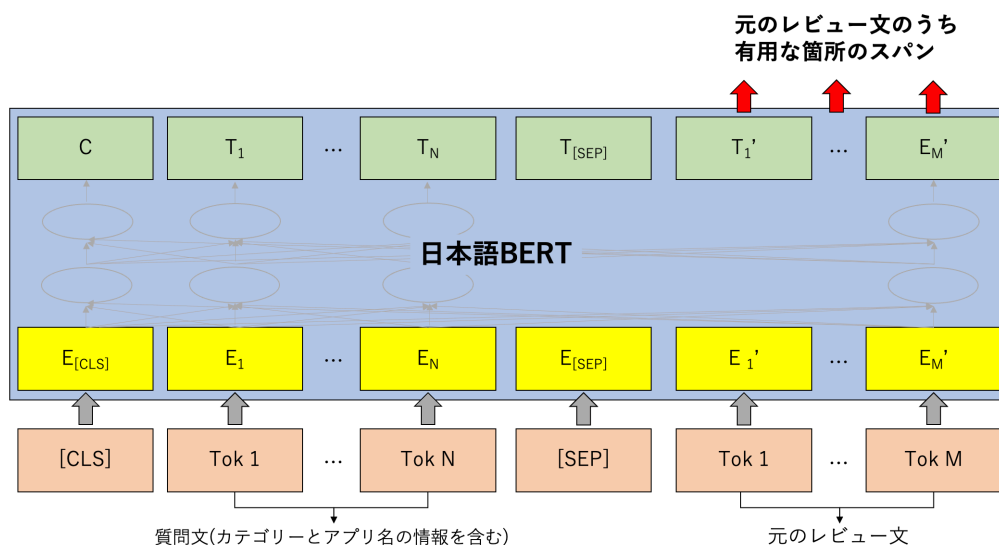 元のレビュー文のうち
有用な箇所のスパン
C T1 ... TN T[SEP] T1’ ... EM’
日本語BERT
E[CLS] E1 ... EN E[SEP] E1’ ... EM’
[CLS] Tok 1 ... Tok N [SEP] Tok 1 ... Tok M
質問文(カテゴリーとアプリ名の情報を含む) 元のレビュー文